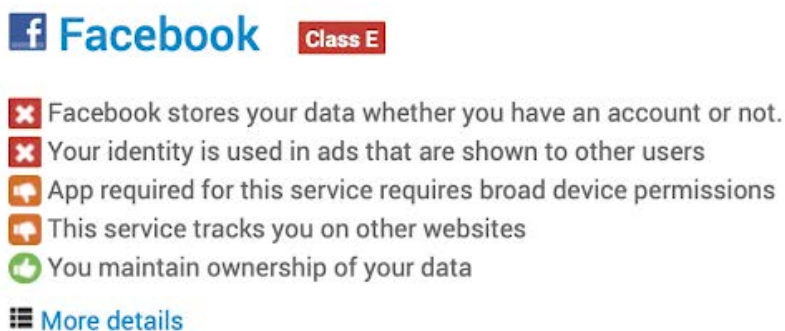 Facebook Class E
Facebook stores your data whether you have an account or not.
Your identity is used in ads that are shown to other users
App required for this service requires broad device permissions
This service tracks you on other websites
You maintain ownership of your data
More details